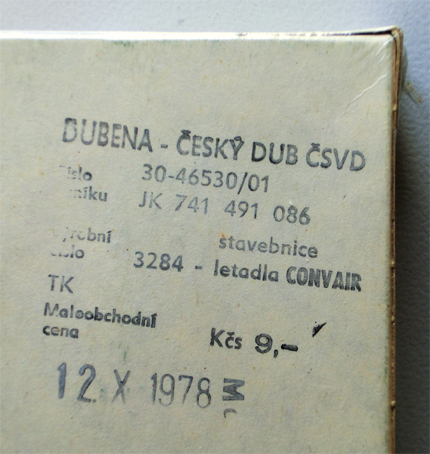 DUBENA - ČESKÝ DUB ČSVD
30-46530/01
JK 741 491 086
stavebnice
3284 - letadla CONVAIR
TK
Maloobchodní
cena Kčs 9,-
12 X 1978